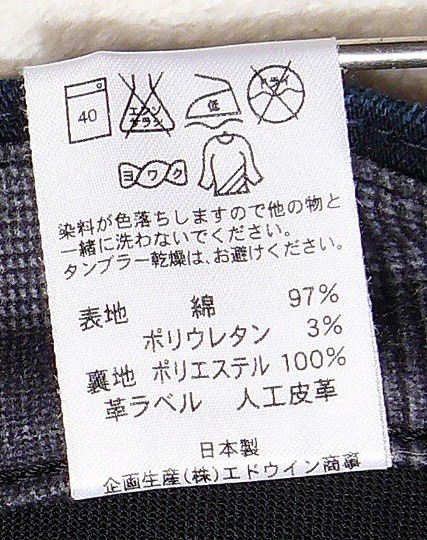 40
エンソ
サラシ
低
ドライ
ヨワク
染料が色落ちしますので他の物と
一緒に洗わないでください。
タンブラー乾燥は、お避けください。
表地 綿 97%
ポリウレタン 3%
裏地 ポリエステル 100%
革ラベル 人工皮革
日本製
企画生産(株)エドウイン商事